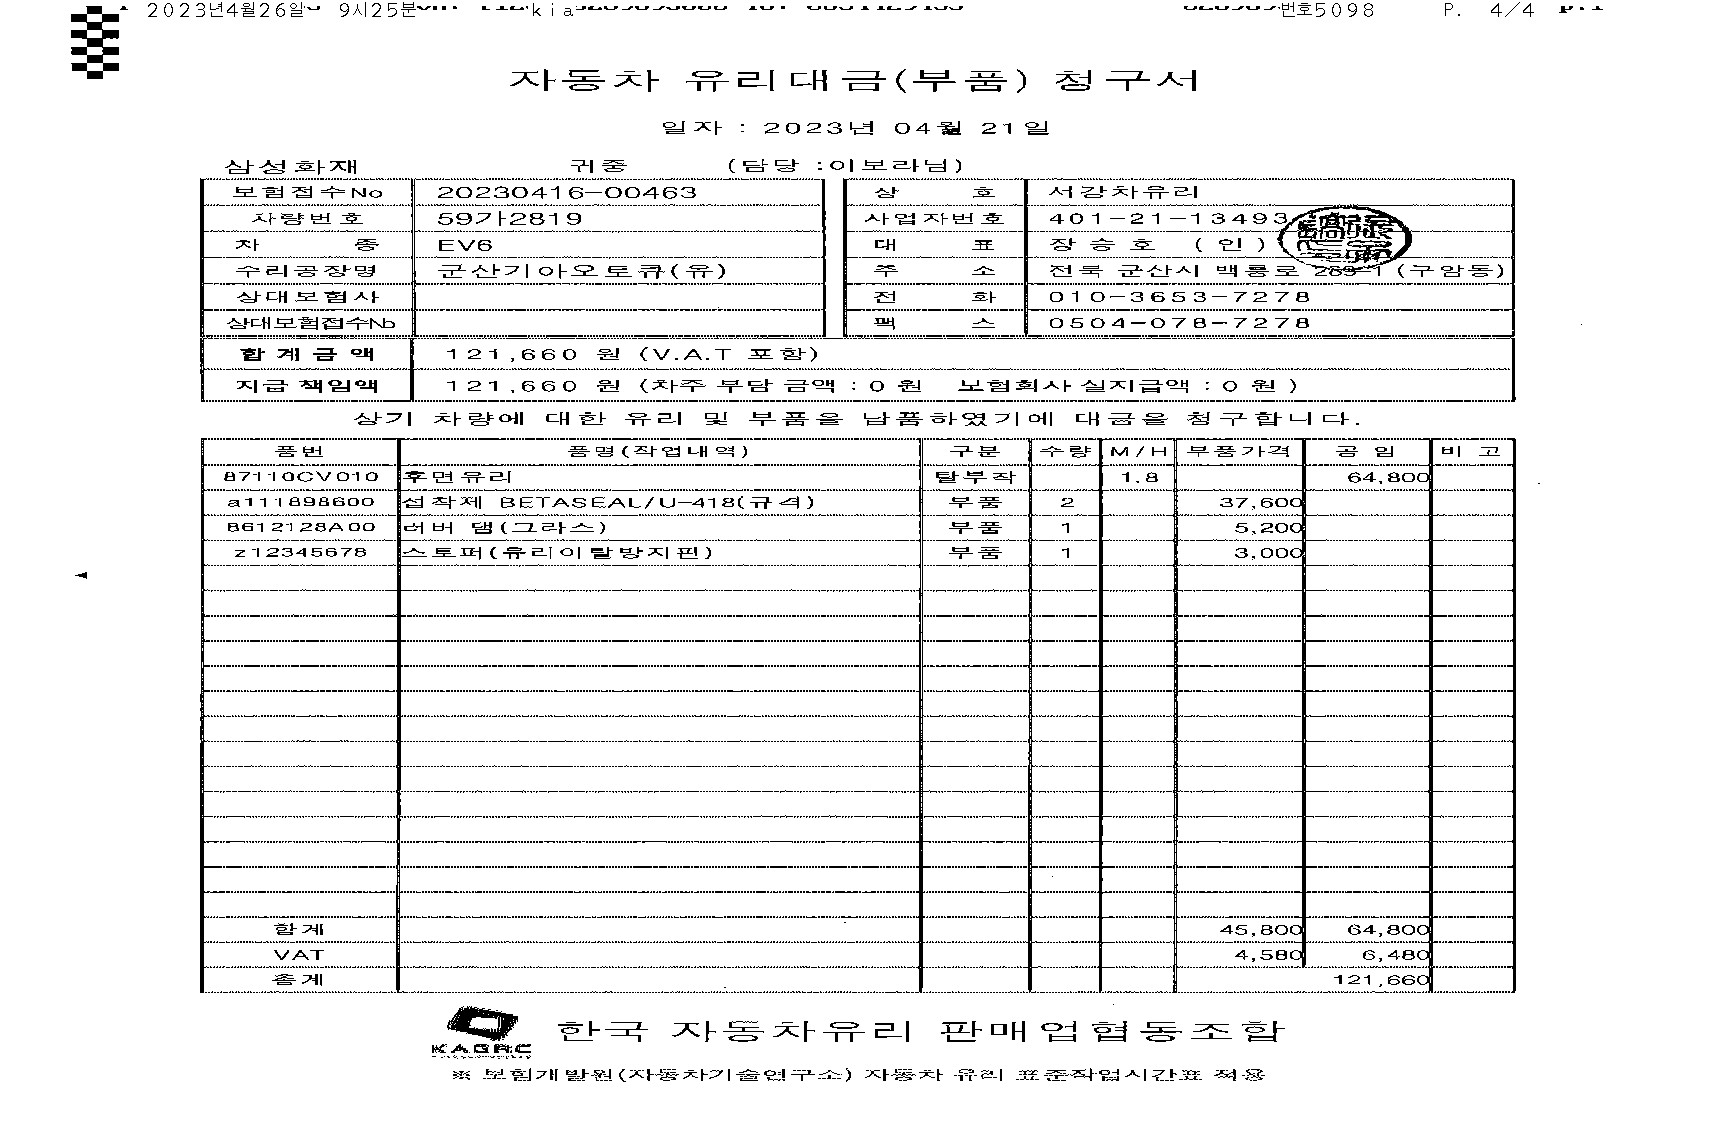 2023년4월26일 9시25분 kia 번호5098 P. 4/4 P.1
자동차 유리대금(부품) 청구서
일자 : 2023년 04월 21일
삼성화재 귀중 (담당 :이보라님)
보험접수No 20230416-00463 상 호 서강차유리
차량번호 59가2819 사업자번호 401-21-13493
차 종 EV6 대 표 장승호 (인)
수리공장명 군산기아오토큐(유) 주 소 전북 군산시 백릉로 289-1 (구암동)
상대보험사 전 화 010-3653-7278
상대보험접수No 팩 스 0504-078-7278
합계금액 121,660 원 (V.A.T 포함)
지급책임액 121,660 원 (차주 부담 금액 : 0 원 보험회사 실지급액 : 0 원 )
상기 차량에 대한 유리 및 부품을 납품하였기에 대금을 청구합니다.
품번 품명(작업내역) 구분 수량 M/H 부품가격 공 임 비 고
87110CV010 후면유리 탈부착 1.8 64,800
a111898600 접착제 BETASEAL/U-418(규격) 부품 2 37,600
8612128A00 러버 댐(그라스) 부품 1 5,200
z12345678 스토퍼(유리이탈방지핀) 부품 1 3,000
합계 45,800 64,800
VAT 4,580 6,480
총계 121,660
KAGRC 한국 자동차유리 판매업협동조합
※ 보험개발원(자동차기술연구소) 자동차 유리 표준작업시간표 적용